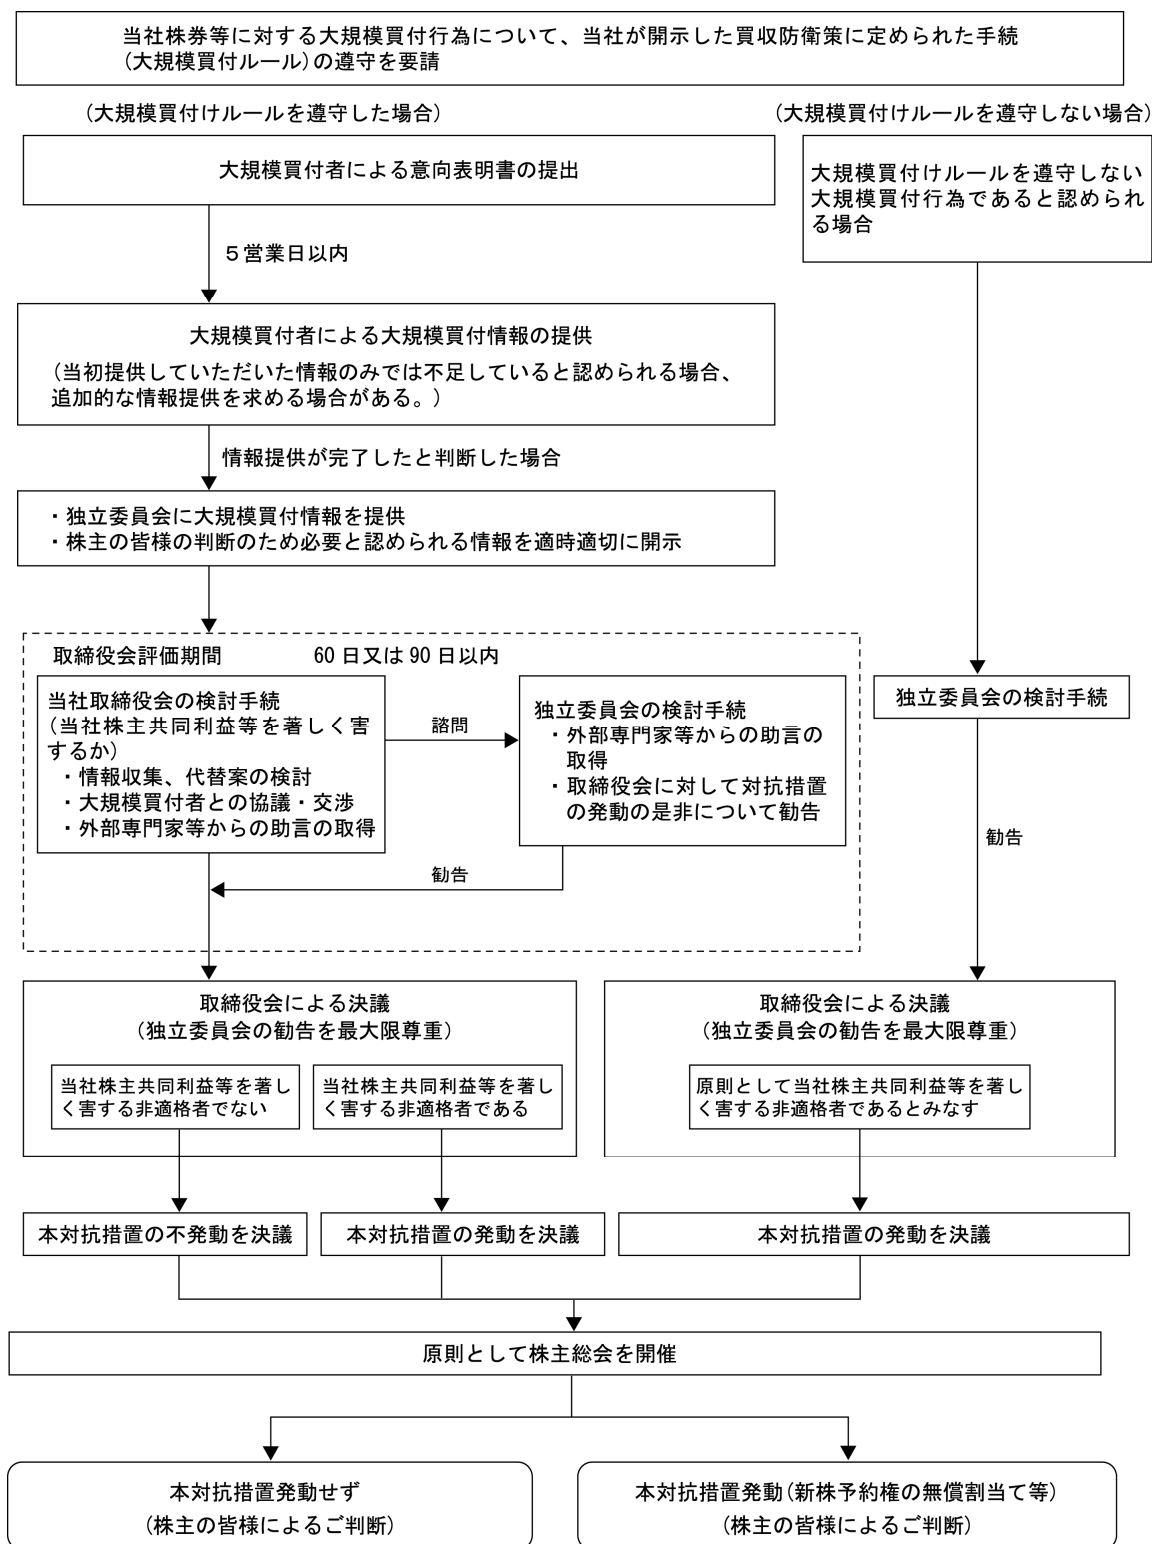 当社株券等に対する大規模買付行為について、当社が開示した買収防衛策に定められた手続
(大規模買付ルール)の遵守を要請
(大規模買付けルールを遵守した場合)
(大規模買付けルールを遵守しない場合)
大規模買付者による意向表明書の提出
大規模買付けルールを遵守しない
大規模買付行為であると認められ
る場合
5営業日以内
大規模買付者による大規模買付情報の提供
(当初提供していただいた情報のみでは不足していると認められる場合、
追加的な情報提供を求める場合がある。)
情報提供が完了したと判断した場合
・独立委員会に大規模買付情報を提供
・株主の皆様の判断のため必要と認められる情報を適時適切に開示
取締役会評価期間 60日又は90日以内
当社取締役会の検討手続
(当社株主共同利益等を著しく害
するか)
・情報収集、代替案の検討
・大規模買付者との協議・交渉
・外部専門家等からの助言の取得
諮問
独立委員会の検討手続
・外部専門家等からの助言の
取得
・取締役会に対して対抗措置
の発動の是非について勧告
勧告
独立委員会の検討手続
勧告
取締役会による決議
(独立委員会の勧告を最大限尊重)
当社株主共同利益等を著し
く害する非適格者でない
当社株主共同利益等を著し
く害する非適格者である
取締役会による決議
(独立委員会の勧告を最大限尊重)
原則として当社株主共同利益等を著し
く害する非適格者であるとみなす
本対抗措置の不発動を決議
本対抗措置の発動を決議
本対抗措置の発動を決議
原則として株主総会を開催
本対抗措置発動せず
(株主の皆様によるご判断)
本対抗措置発動(新株予約権の無償割当て等)
(株主の皆様によるご判断)